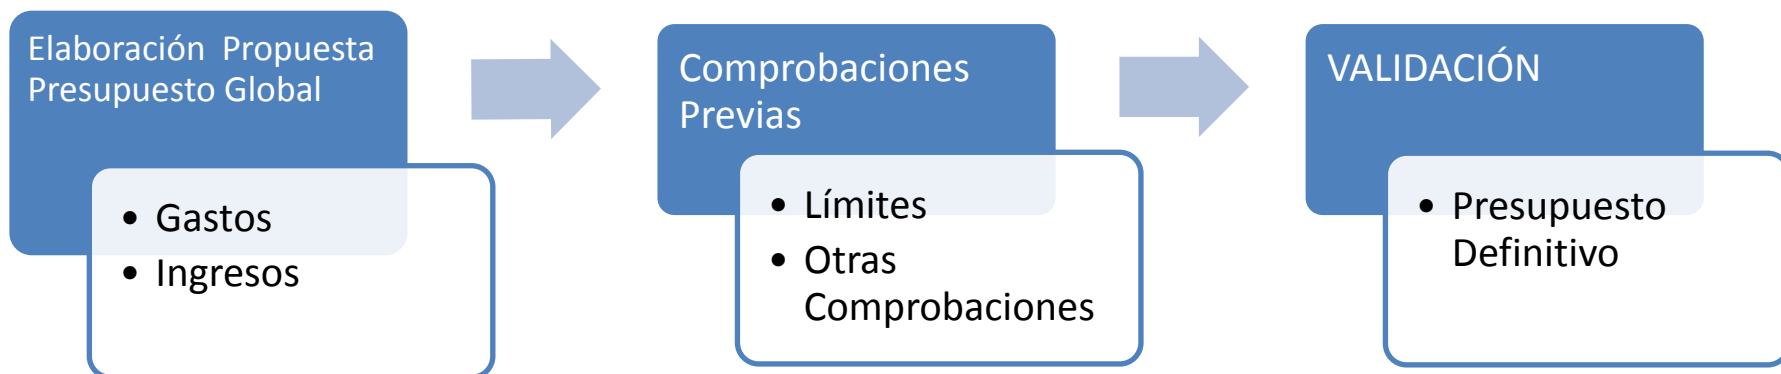 Elaboración Propuesta
Presupuesto Global
• Gastos
• Ingresos
Comprobaciones
Previas
• Límites
• Otras
Comprobaciones
VALIDACIÓN
• Presupuesto
Definitivo